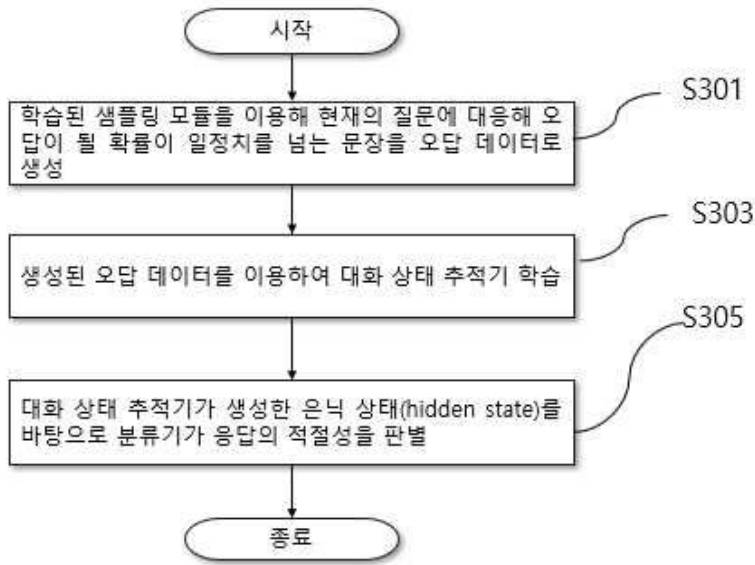 시작
S301
학습된 샘플링 모듈을 이용해 현재의 질문에 대응해 오
답이 될 확률이 일정치를 넘는 문장을 오답 데이터로
생성
S303
생성된 오답 데이터를 이용하여 대화 상태 추적기 학습
S305
대화 상태 추적기가 생성한 은닉 상태(hidden state)를
바탕으로 분류기가 응답의 적절성을 판별
종료